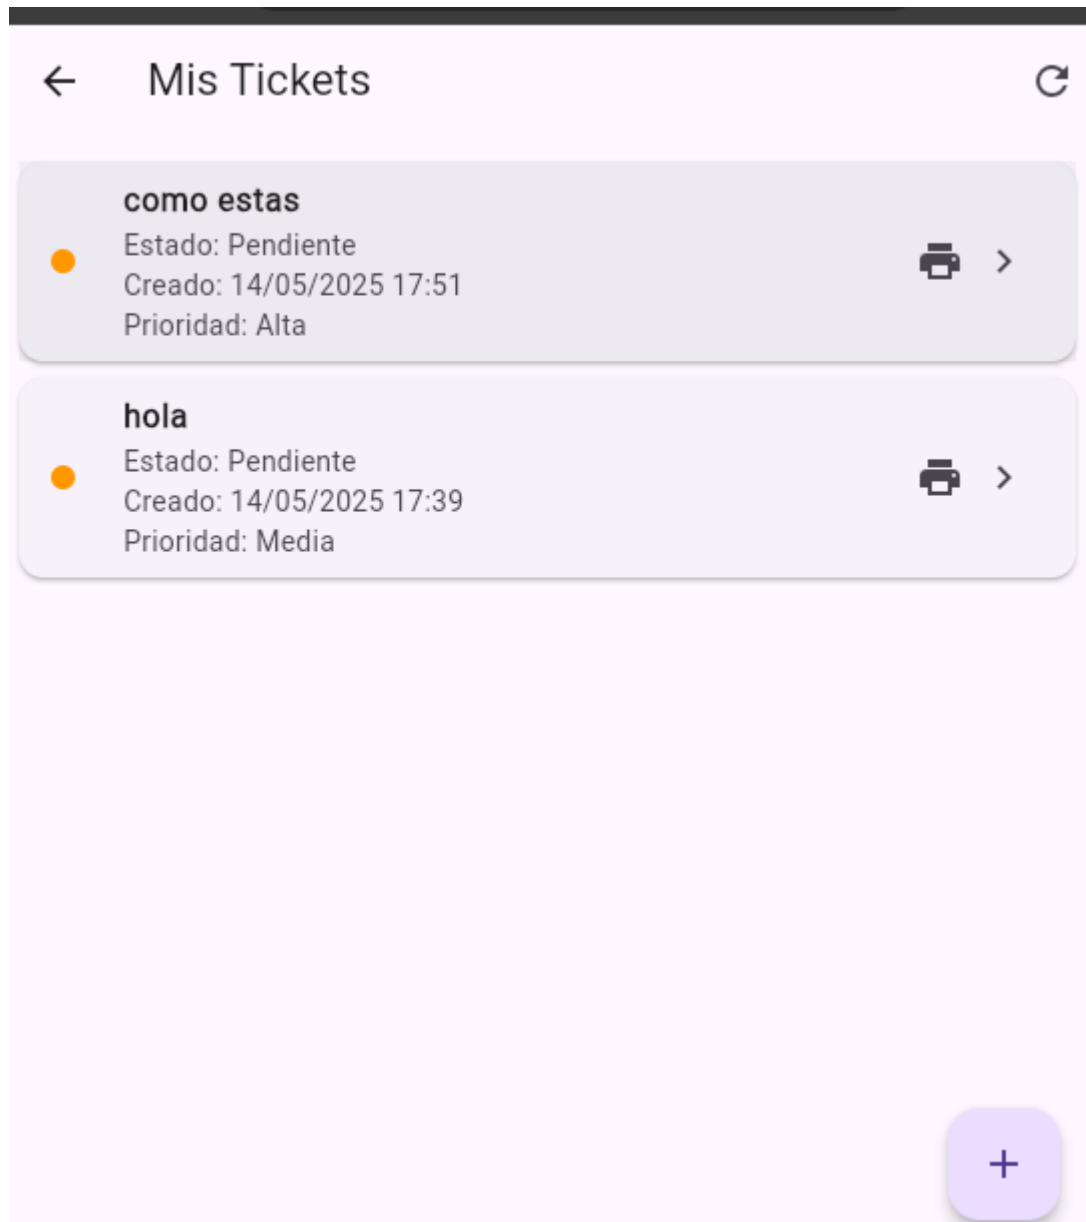 Mis Tickets
como estas
Estado: Pendiente
Creado: 14/05/2025 17:51
Prioridad: Alta
hola
Estado: Pendiente
Creado: 14/05/2025 17:39
Prioridad: Media